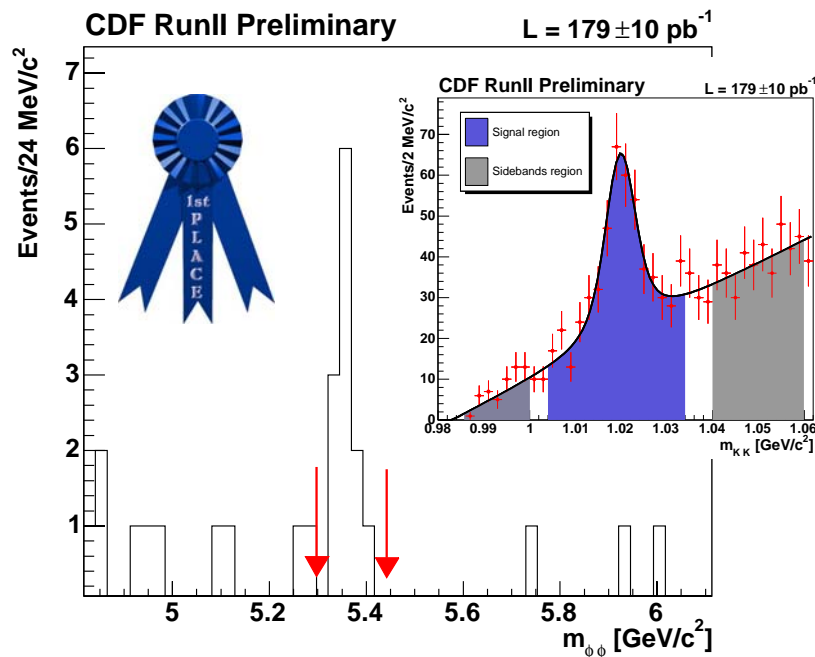 CDF RunII Preliminary
L = 179 ±10 pb⁻¹
Events/24 MeV/c²
7
6
5
4
3
2
1
5
5.2
5.4
5.6
5.8
6
m_φφ [GeV/c²]
1st
PLACE
CDF RunII Preliminary
L = 179 ±10 pb⁻¹
Events/2 MeV/c²
70
60
50
40
30
20
10
0
Signal region
Sidebands region
0.98
0.99
1
1.01
1.02
1.03
1.04
1.05
1.06
m_KK [GeV/c²]